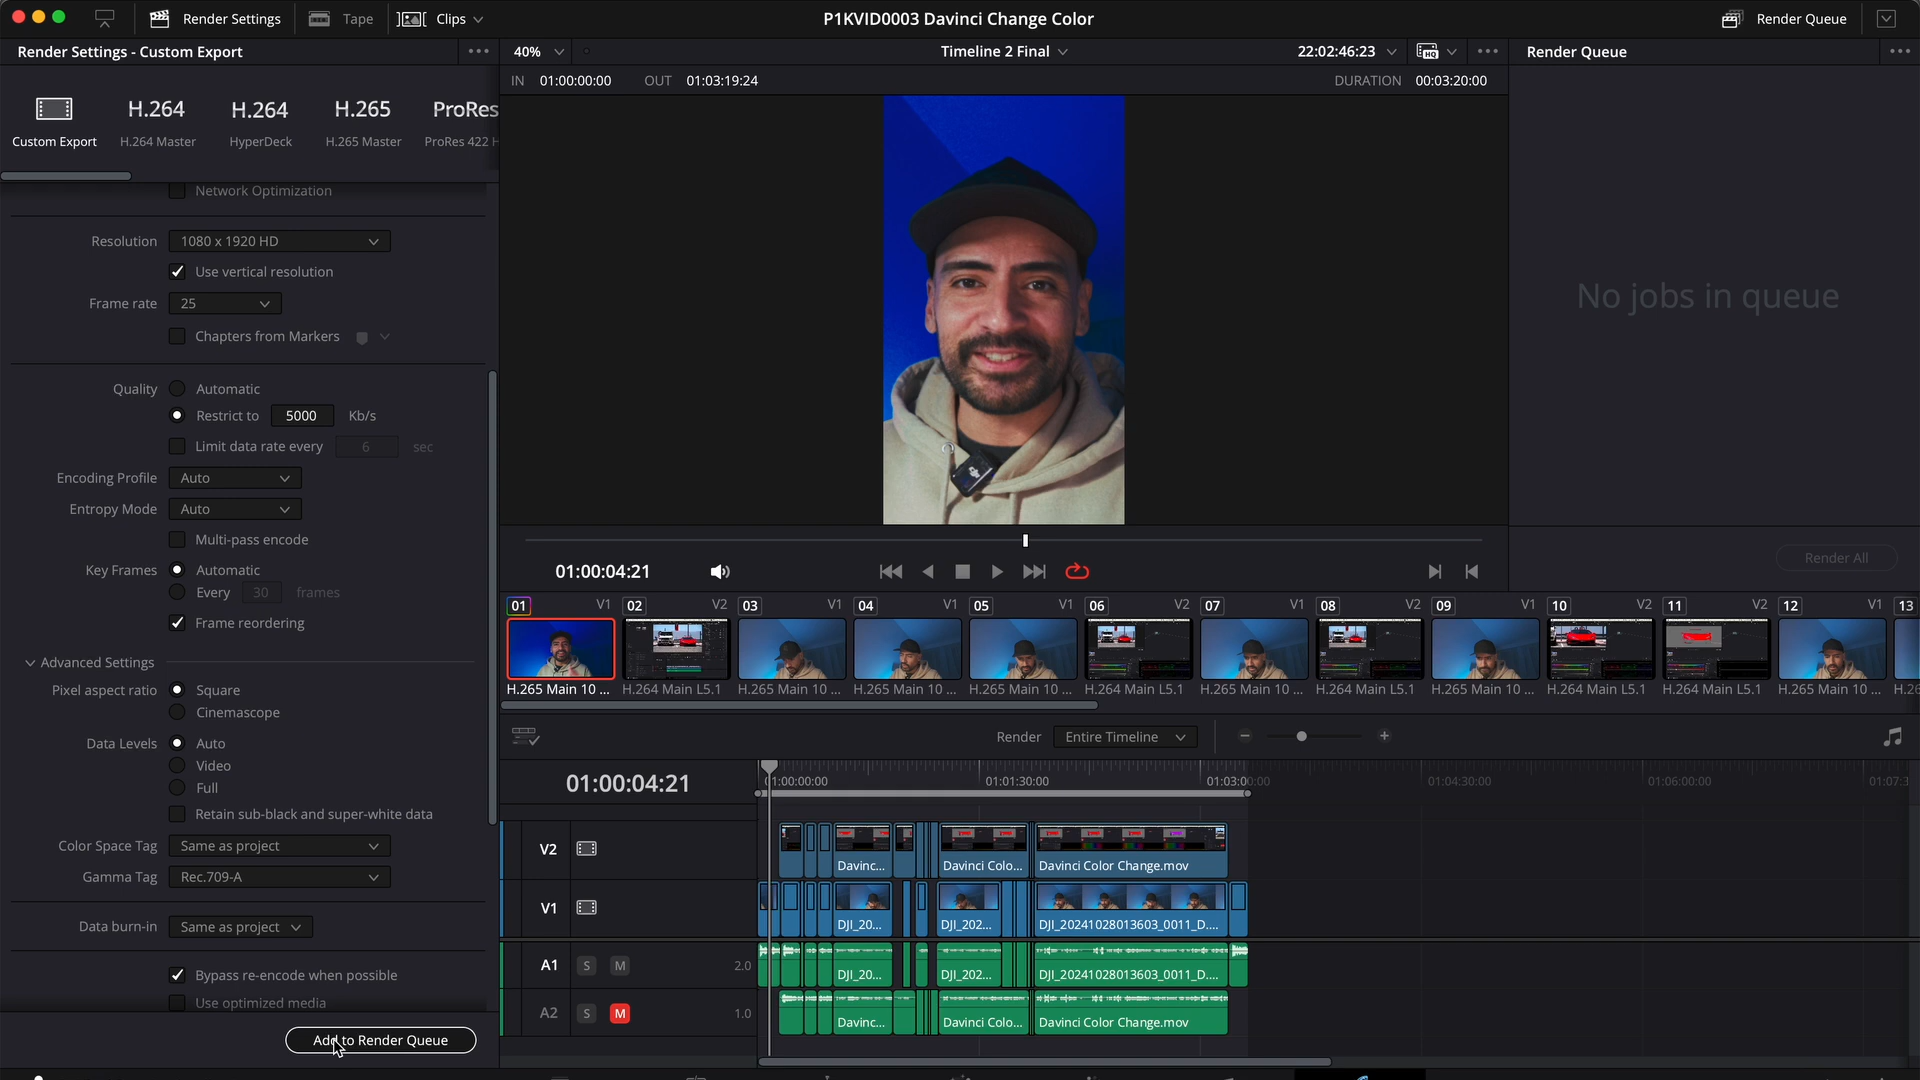 Render Settings
Tape
Clips
P1KVID0003 Davinci Change Color
Render Queue
Render Settings - Custom Export
40%
Timeline 2 Final
22:02:46:23
Render Queue
IN 01:00:00:00 OUT 01:03:19:24
DURATION 00:03:20:00
H.264
H.264
H.265
ProRes
Custom Export
H.264 Master
HyperDeck
H.265 Master
ProRes 422 H
Network Optimization
Resolution 1080 x 1920 HD
Use vertical resolution
Frame rate 25
Chapters from Markers
No jobs in queue
Quality Automatic
Restrict to 5000 Kb/s
Limit data rate every 6 sec
Encoding Profile Auto
Entropy Mode Auto
Multi-pass encode
Key Frames Automatic
Every 30 frames
Frame reordering
Advanced Settings
Pixel aspect ratio Square
Cinemascope
Data Levels Auto
Video
Full
Retain sub-black and super-white data
Color Space Tag Same as project
Gamma Tag Rec.709-A
Data burn-in Same as project
Bypass re-encode when possible
Use optimized media
Add to Render Queue
Render All
01:00:04:21
01 V1 02 V2 03 V1 04 V1 05 V1 06 V2 07 V1 08 V2 09 V1 10 V2 11 V2 12 V1 13
H.265 Main 10 ... H.264 Main L5.1 H.265 Main 10 ... H.265 Main 10 ... H.265 Main 10 ... H.264 Main L5.1 H.265 Main 10 ... H.264 Main L5.1 H.265 Main 10 ... H.264 Main L5.1 H.264 Main L5.1 H.265 Main 10 ... H.26
Render Entire Timeline
01:00:04:21
01:00:00:00 01:01:30:00 01:03:00:00 01:04:30:00 01:06:00:00 01:07:3
V2
Davinc... Davinci Colo... Davinci Color Change.mov
V1
DJI_20... DJI_202... DJI_20241028013603_0011_D....
A1 S M 2.0
DJI_20... DJI_202... DJI_20241028013603_0011_D....
A2 S M 1.0
Davinc... Davinci Colo... Davinci Color Change.mov